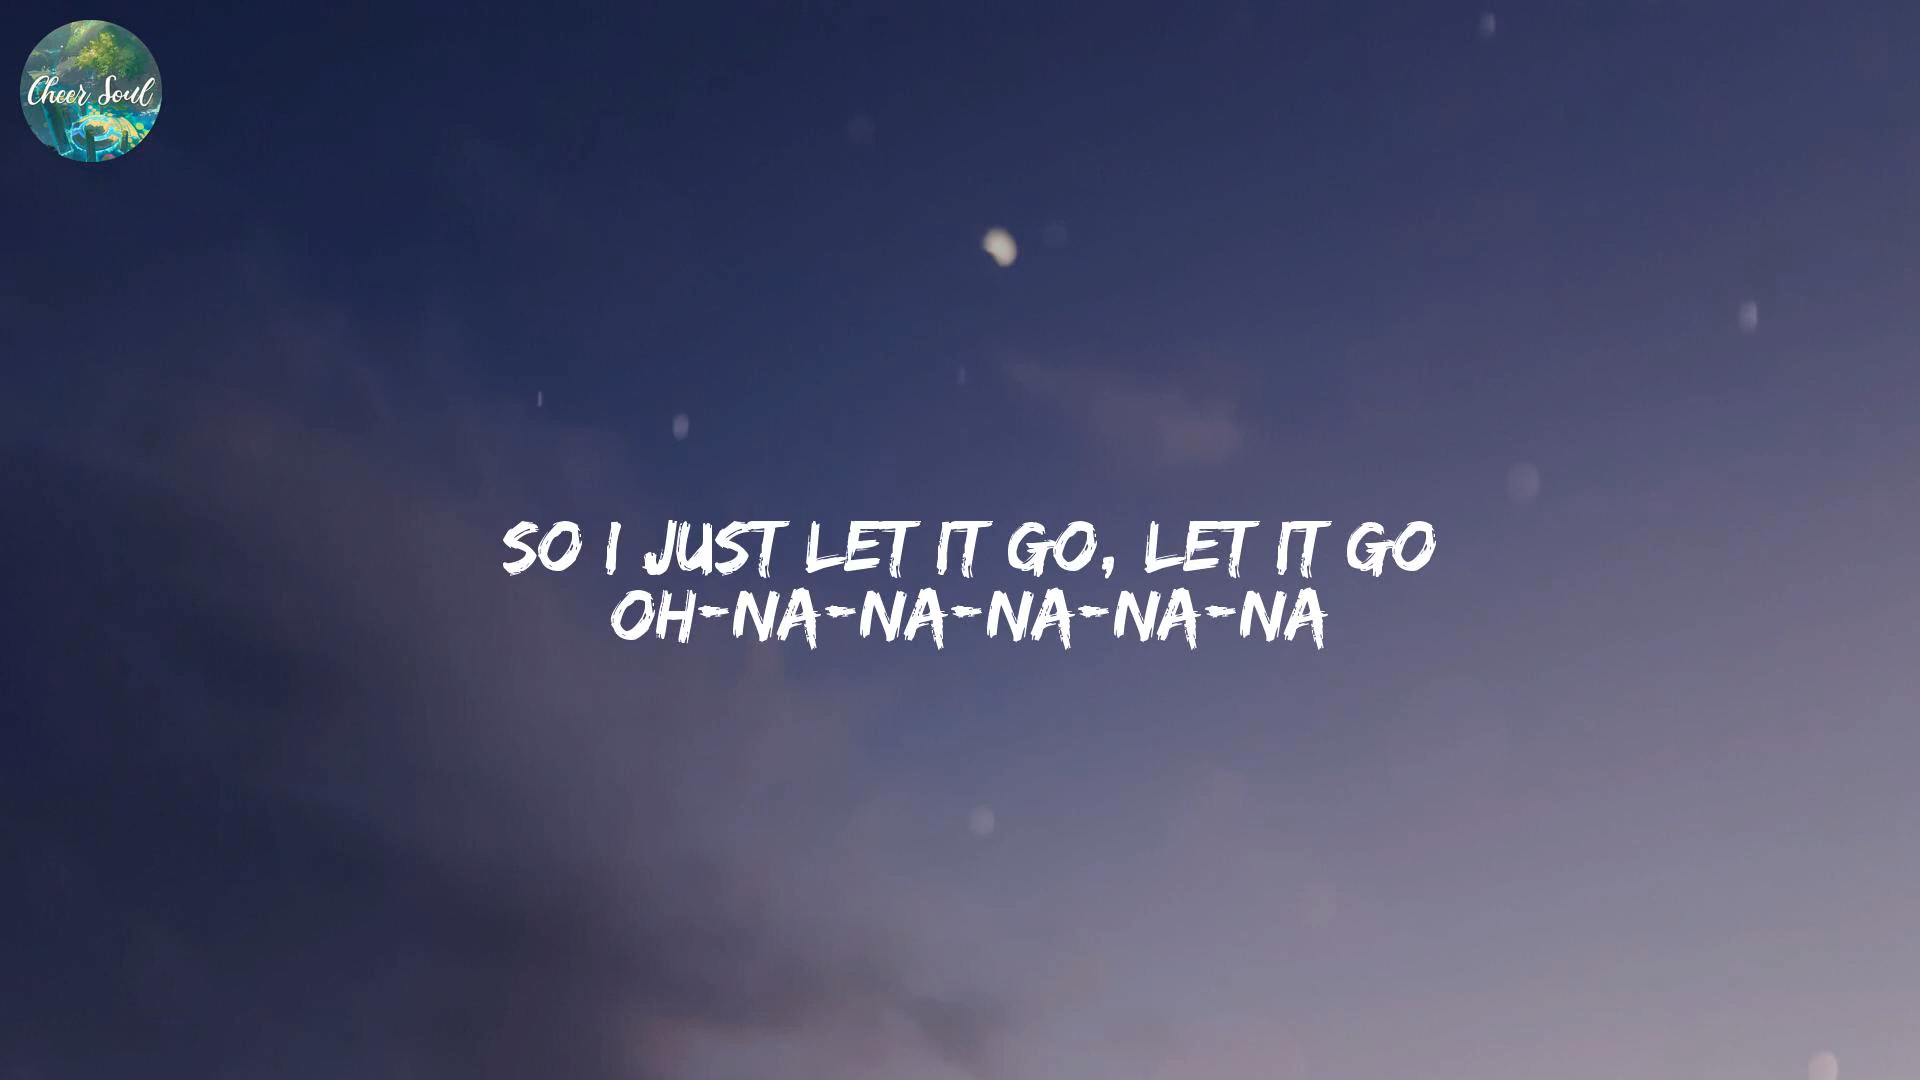 Cheer Soul
SO I JUST LET IT GO, LET IT GO
OH-NA-NA-NA-NA-NA